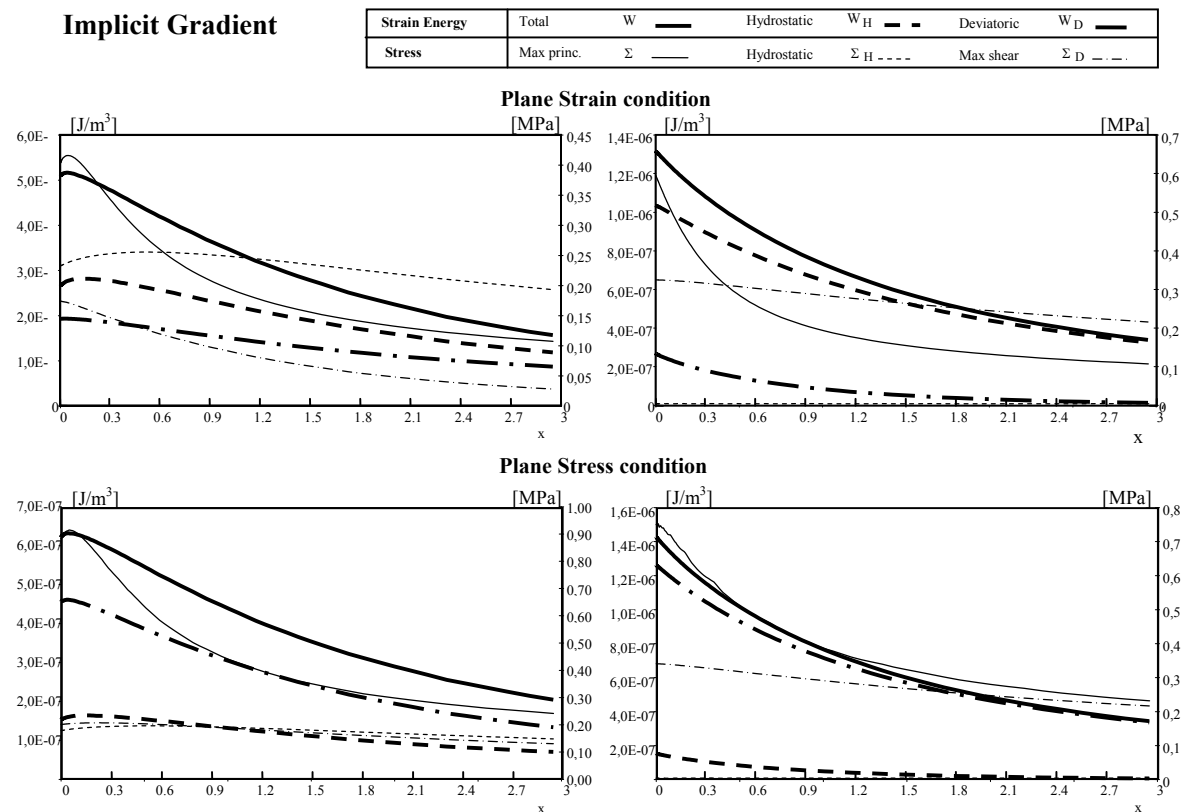 Implicit Gradient
Strain Energy Total W Hydrostatic W H Deviatoric W D
Stress Max princ. Σ Hydrostatic Σ H Max shear Σ D
Plane Strain condition
[J/m3] [MPa] [J/m3] [MPa]
6,0E- 0,45 1,4E-06 0,7
5,0E- 0,40 1,2E-06 0,6
0,35
4,0E- 0,30 1,0E-06 0,5
0,25 8,0E-07 0,4
3,0E- 0,20 6,0E-07 0,3
2,0E- 0,15 4,0E-07 0,2
1,0E- 0,10 2,0E-07 0,1
0,05
0 0 0 0
0 0.3 0.6 0.9 1.2 1.5 1.8 2.1 2.4 2.7 3 0 0.3 0.6 0.9 1.2 1.5 1.8 2.1 2.4 2.7 3
x x
Plane Stress condition
[J/m3] [MPa] [J/m3] [MPa]
7,0E-07 1,00 1,6E-06 0,8
6,0E-07 0,90 1,4E-06 0,7
0,80
5,0E-07 0,70 1,2E-06 0,6
4,0E-07 0,60 1,0E-06 0,5
0,50 8,0E-07 0,4
3,0E-07 0,40 6,0E-07 0,3
2,0E-07 0,30 4,0E-07 0,2
0,20
1,0E-07 0,10 2,0E-07 0,1
0,00 0
0 0.3 0.6 0.9 1.2 1.5 1.8 2.1 2.4 2.7 3 0 0.3 0.6 0.9 1.2 1.5 1.8 2.1 2.4 2.7 3
x x